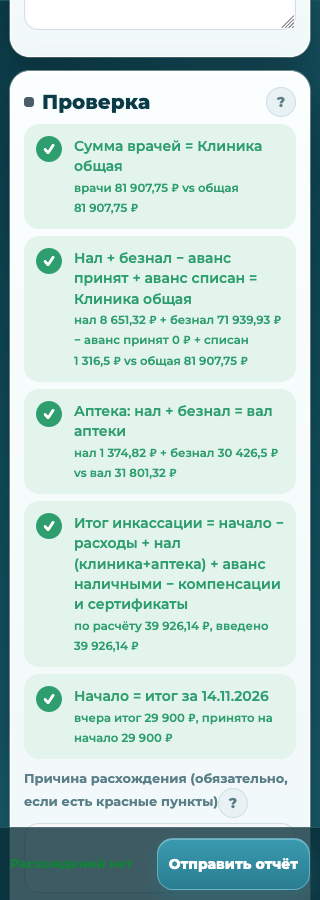 Проверка
?
Сумма врачей = Клиника
общая
врачи 81 907,75 ₽ vs общая
81 907,75 ₽
Нал + безнал − аванс
принят + аванс списан =
Клиника общая
нал 8 651,32 ₽ + безнал 71 939,93 ₽
− аванс принят 0 ₽ + списан
1 316,5 ₽ vs общая 81 907,75 ₽
Аптека: нал + безнал = вал
аптеки
нал 1 374,82 ₽ + безнал 30 426,5 ₽
vs вал 31 801,32 ₽
Итог инкассации = начало −
расходы + нал
(клиника+аптека) + аванс
наличными − компенсации
и сертификаты
по расчёту 39 926,14 ₽, введено
39 926,14 ₽
Начало = итог за 14.11.2026
вчера итог 29 900 ₽, принято на
начало 29 900 ₽
Причина расхождения (обязательно,
если есть красные пункты) ?
Расхождений нет
Отправить отчёт